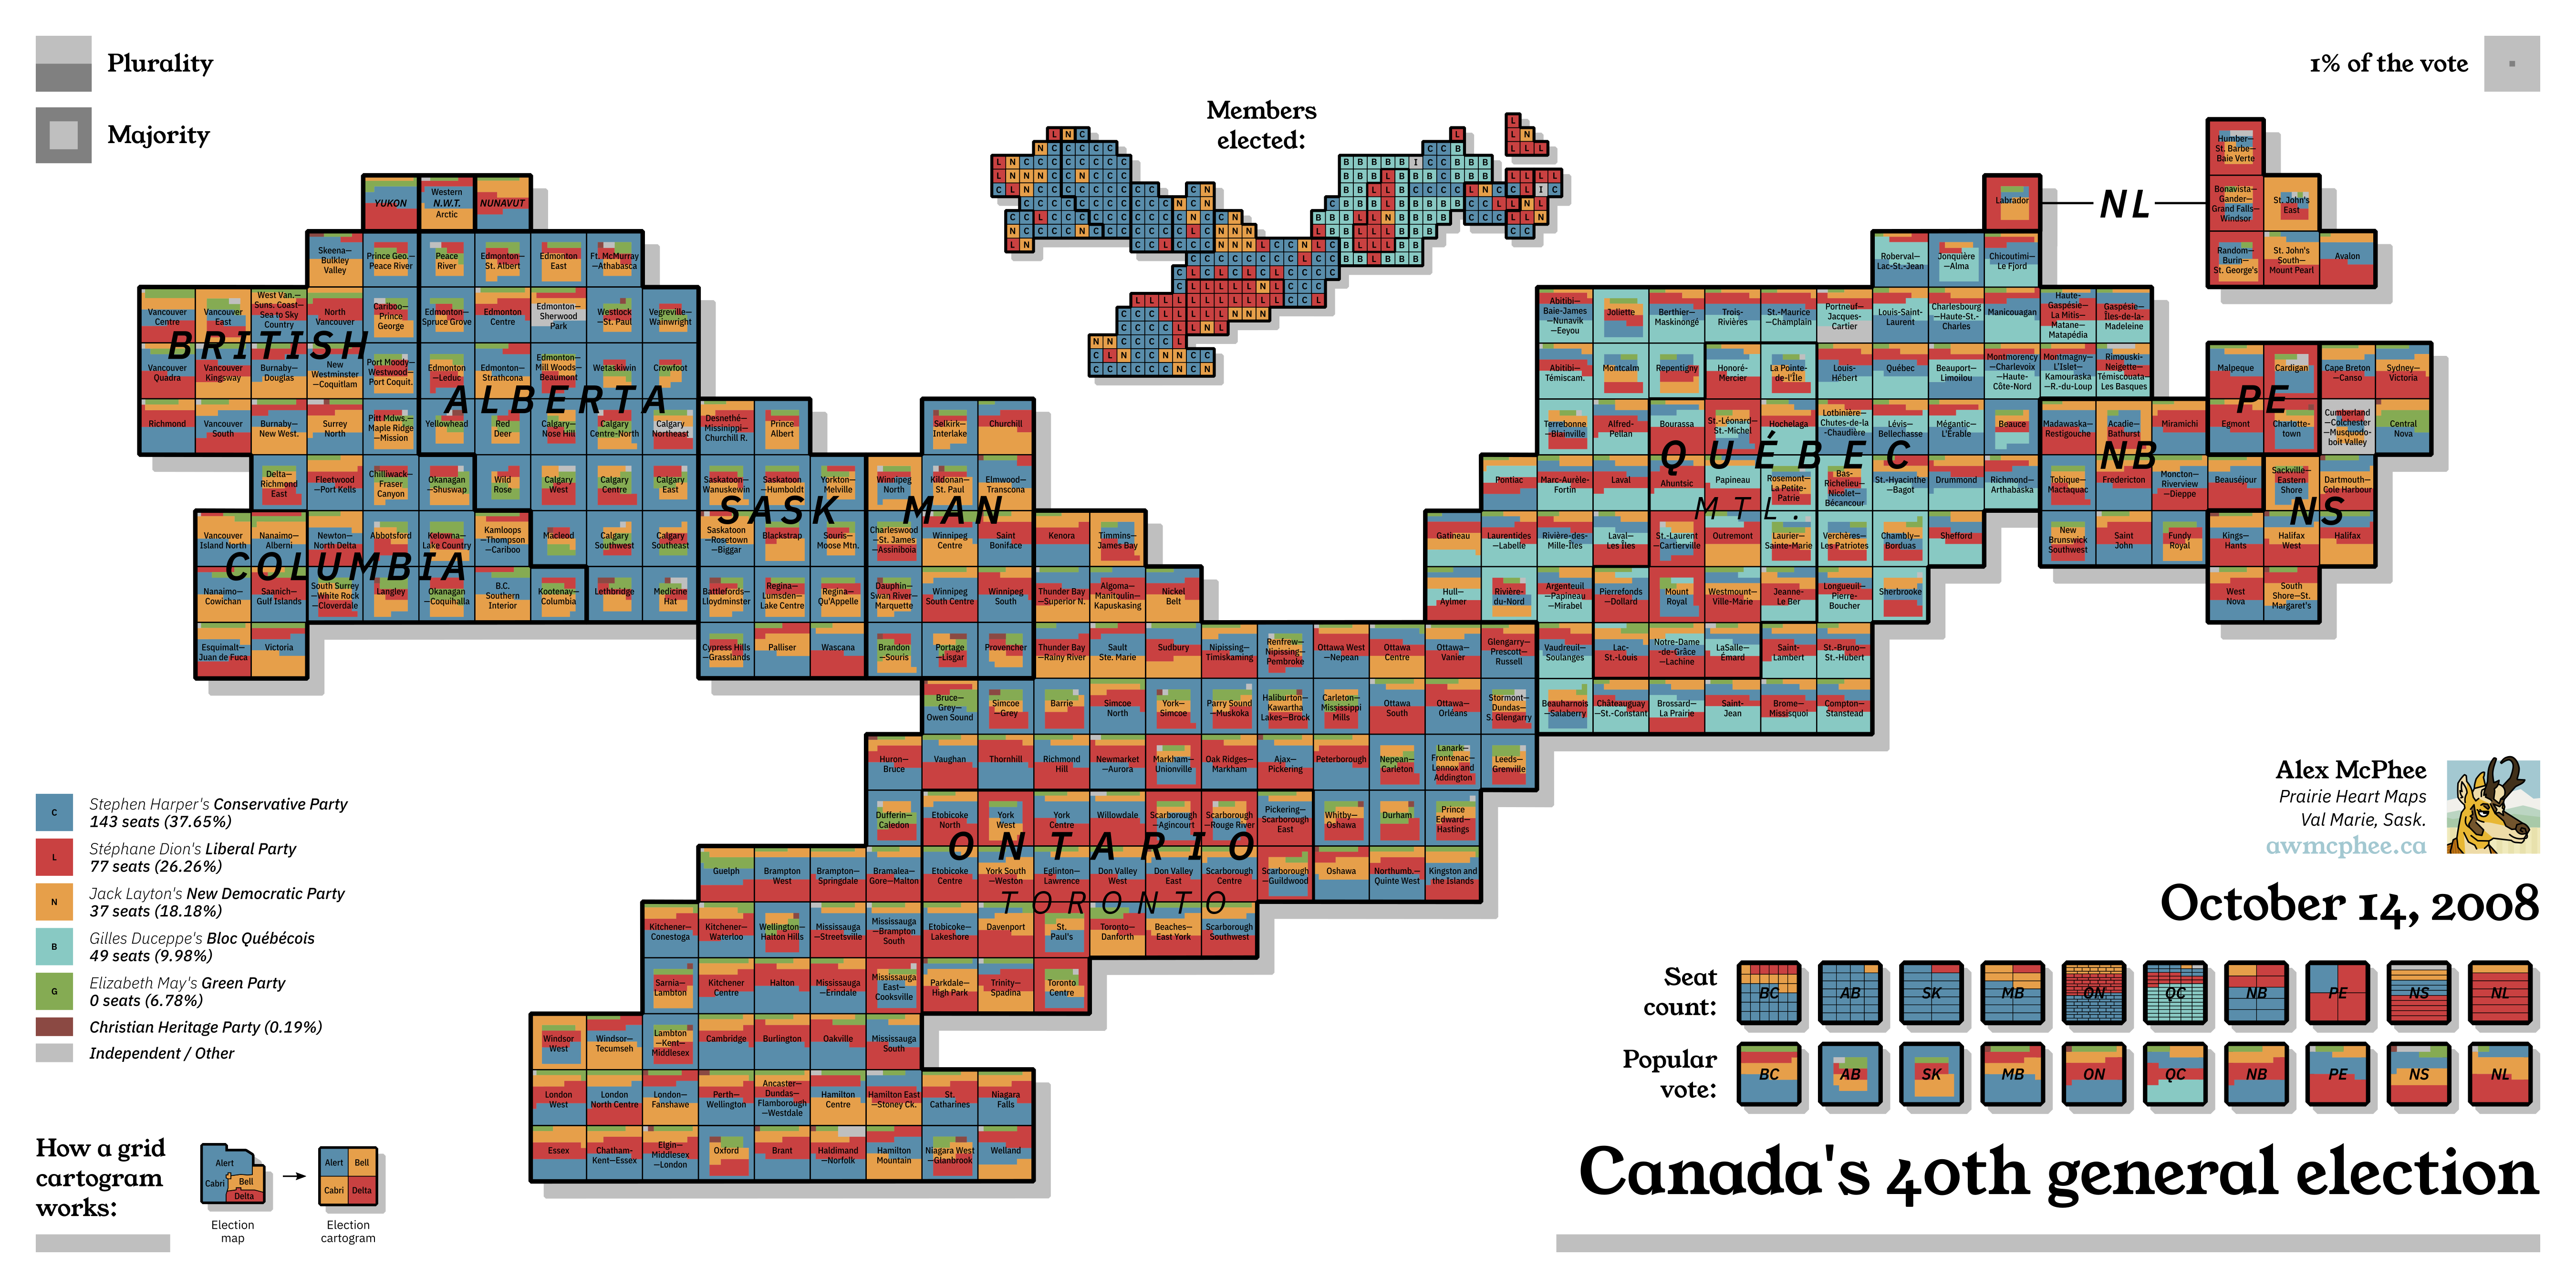 Plurality
Majority
1% of the vote
Members
elected:
YUKON
Western
N.W.T.
Arctic
NUNAVUT
Skeena—
Bulkley
Valley
Prince Geo.—
Peace River
Peace
River
Edmonton—
St. Albert
Edmonton
East
Ft. McMurray
—Athabasca
Vancouver
Centre
Vancouver
East
West Van.—
Suns. Coast—
Sea to Sky
Country
North
Vancouver
Cariboo—
Prince
George
Edmonton—
Spruce Grove
Edmonton
Centre
Edmonton—
Sherwood
Park
Westlock
—St. Paul
Vegreville—
Wainwright
BRITISH
Vancouver
Quadra
Vancouver
Kingsway
Burnaby—
Douglas
New
Westminster
—Coquitlam
Port Moody—
Westwood—
Port Coquit.
Edmonton
—Leduc
Edmonton—
Strathcona
Edmonton—
Mill Woods—
Beaumont
Wetaskiwin
Crowfoot
ALBERTA
Richmond
Vancouver
South
Burnaby—
New West.
Surrey
North
Pitt Mdws.—
Maple Ridge
—Mission
Yellowhead
Red
Deer
Calgary—
Nose Hill
Calgary
Centre-North
Calgary
Northeast
Desnethé—
Missinippi—
Churchill R.
Prince
Albert
Selkirk—
Interlake
Churchill
Delta—
Richmond
East
Fleetwood
—Port Kells
Chilliwack—
Fraser
Canyon
Okanagan
—Shuswap
Wild
Rose
Calgary
West
Calgary
Centre
Calgary
East
Saskatoon—
Wanuskewin
Saskatoon
—Humboldt
Yorkton—
Melville
Winnipeg
North
Kildonan—
St. Paul
Elmwood—
Transcona
SASK
MAN
Vancouver
Island North
Nanaimo—
Alberni
Newton—
North Delta
Abbotsford
Kelowna—
Lake Country
Kamloops
—Thompson
—Cariboo
Macleod
Calgary
Southwest
Calgary
Southeast
Saskatoon
—Rosetown
—Biggar
Blackstrap
Souris—
Moose Mtn.
Charleswood
—St. James
—Assiniboia
Winnipeg
Centre
Saint
Boniface
Kenora
Timmins—
James Bay
COLUMBIA
Nanaimo—
Cowichan
Saanich—
Gulf Islands
South Surrey
—White Rock
—Cloverdale
Langley
Okanagan
—Coquihalla
B.C.
Southern
Interior
Kootenay—
Columbia
Lethbridge
Medicine
Hat
Battlefords—
Lloydminster
Regina—
Lumsden—
Lake Centre
Regina—
Qu'Appelle
Dauphin—
Swan River—
Marquette
Winnipeg
South Centre
Winnipeg
South
Thunder Bay
—Superior N.
Algoma—
Manitoulin—
Kapuskasing
Nickel
Belt
Esquimalt—
Juan de Fuca
Victoria
Cypress Hills
—Grasslands
Palliser
Wascana
Brandon
—Souris
Portage
—Lisgar
Provencher
Thunder Bay
—Rainy River
Sault
Ste. Marie
Sudbury
Nipissing—
Timiskaming
Renfrew—
Nipissing—
Pembroke
Ottawa West
—Nepean
Ottawa
Centre
Ottawa—
Vanier
Glengarry—
Prescott—
Russell
Bruce—
Grey—
Owen Sound
Simcoe
—Grey
Barrie
Simcoe
North
York—
Simcoe
Parry Sound
—Muskoka
Haliburton—
Kawartha
Lakes—Brock
Carleton—
Mississippi
Mills
Ottawa
South
Ottawa—
Orléans
Stormont—
Dundas—
S. Glengarry
Huron—
Bruce
Vaughan
Thornhill
Richmond
Hill
Newmarket
—Aurora
Markham—
Unionville
Oak Ridges—
Markham
Ajax—
Pickering
Peterborough
Nepean—
Carleton
Lanark—
Frontenac—
Lennox and
Addington
Leeds—
Grenville
Dufferin—
Caledon
Etobicoke
North
York
West
York
Centre
Willowdale
Scarborough
—Agincourt
Scarborough
—Rouge River
Pickering—
Scarborough
East
Whitby—
Oshawa
Durham
Prince
Edward—
Hastings
ONTARIO
Guelph
Brampton
West
Brampton—
Springdale
Bramalea—
Gore—Malton
Etobicoke
Centre
York South
—Weston
Eglinton—
Lawrence
Don Valley
West
Don Valley
East
Scarborough
Centre
Scarborough
—Guildwood
Oshawa
Northumb.—
Quinte West
Kingston and
the Islands
TORONTO
Kitchener—
Conestoga
Kitchener—
Waterloo
Wellington—
Halton Hills
Mississauga
—Streetsville
Mississauga
—Brampton
South
Etobicoke—
Lakeshore
Davenport
St.
Paul's
Toronto—
Danforth
Beaches—
East York
Scarborough
Southwest
Sarnia—
Lambton
Kitchener
Centre
Halton
Mississauga
—Erindale
Mississauga
East—
Cooksville
Parkdale—
High Park
Trinity—
Spadina
Toronto
Centre
Windsor
West
Windsor—
Tecumseh
Lambton
—Kent—
Middlesex
Cambridge
Burlington
Oakville
Mississauga
South
London
West
London
North Centre
London—
Fanshawe
Perth—
Wellington
Ancaster—
Dundas—
Flamborough
—Westdale
Hamilton
Centre
Hamilton East
—Stoney Ck.
St.
Catharines
Niagara
Falls
Essex
Chatham-
Kent—Essex
Elgin—
Middlesex
—London
Oxford
Brant
Haldimand
—Norfolk
Hamilton
Mountain
Niagara West
—Glanbrook
Welland
Roberval—
Lac-St.-Jean
Jonquière
—Alma
Chicoutimi—
Le Fjord
Abitibi—
Baie-James
—Nunavik
—Eeyou
Joliette
Berthier—
Maskinongé
Trois-
Rivières
St.-Maurice
—Champlain
Portneuf—
Jacques-
Cartier
Louis-Saint-
Laurent
Charlesbourg
—Haute-St.-
Charles
Manicouagan
Haute-
Gaspésie—
La Mitis—
Matane—
Matapédia
Gaspésie—
Îles-de-la-
Madeleine
Abitibi—
Témiscam.
Montcalm
Repentigny
Honoré-
Mercier
La Pointe-
de-l'Île
Louis-
Hébert
Québec
Beauport—
Limoilou
Montmorency
—Charlevoix
—Haute-
Côte-Nord
Montmagny—
L'Islet—
Kamouraska
—R.-du-Loup
Rimouski-
Neigette—
Témiscouata—
Les Basques
Terrebonne
—Blainville
Alfred-
Pellan
Bourassa
St.-Léonard—
St.-Michel
Hochelaga
Lotbinière—
Chutes-de-la
-Chaudière
Lévis—
Bellechasse
Mégantic—
L'Érable
Beauce
QUÉBEC
Pontiac
Marc-Aurèle-
Fortin
Laval
Ahuntsic
Papineau
Rosemont—
La Petite-
Patrie
Bas-
Richelieu—
Nicolet—
Bécancour
St.-Hyacinthe
—Bagot
Drummond
Richmond—
Arthabaska
MTL.
Gatineau
Laurentides
—Labelle
Rivière-des-
Mille-Îles
Laval—
Les Îles
St.-Laurent
—Cartierville
Outremont
Laurier—
Sainte-Marie
Verchères—
Les Patriotes
Chambly—
Borduas
Shefford
Hull—
Aylmer
Rivière-
du-Nord
Argenteuil
—Papineau
—Mirabel
Pierrefonds
—Dollard
Mount
Royal
Westmount—
Ville-Marie
Jeanne-
Le Ber
Longueuil—
Pierre-
Boucher
Sherbrooke
Vaudreuil—
Soulanges
Lac-
St.-Louis
Notre-Dame
-de-Grâce
—Lachine
LaSalle—
Émard
Saint-
Lambert
St.-Bruno—
St.-Hubert
Beauharnois
—Salaberry
Châteauguay
—St.-Constant
Brossard—
La Prairie
Saint-
Jean
Brome—
Missisquoi
Compton—
Stanstead
Labrador
NL
Humber—
St. Barbe—
Baie Verte
Bonavista—
Gander—
Grand Falls—
Windsor
St. John's
East
Random—
Burin—
St. George's
St. John's
South—
Mount Pearl
Avalon
Malpeque
Cardigan
Cape Breton
—Canso
Sydney—
Victoria
PE
Egmont
Charlotte-
town
Cumberland
—Colchester
—Musquodo-
boit Valley
Central
Nova
Madawaska—
Restigouche
Acadie—
Bathurst
Miramichi
NB
Tobique—
Mactaquac
Fredericton
Moncton—
Riverview
—Dieppe
Beauséjour
Sackville—
Eastern
Shore
Dartmouth—
Cole Harbour
NS
New
Brunswick
Southwest
Saint
John
Fundy
Royal
Kings—
Hants
Halifax
West
Halifax
West
Nova
South
Shore—St.
Margaret's
C
Stephen Harper's Conservative Party
143 seats (37.65%)
L
Stéphane Dion's Liberal Party
77 seats (26.26%)
N
Jack Layton's New Democratic Party
37 seats (18.18%)
B
Gilles Duceppe's Bloc Québécois
49 seats (9.98%)
G
Elizabeth May's Green Party
0 seats (6.78%)
Christian Heritage Party (0.19%)
Independent / Other
How a grid
cartogram
works:
Alert
Cabri
Bell
Delta
Election
map
Alert Bell
Cabri Delta
Election
cartogram
Alex McPhee
Prairie Heart Maps
Val Marie, Sask.
awmcphee.ca
October 14, 2008
Seat
count:
BC AB SK MB ON QC NB PE NS NL
Popular
vote:
BC AB SK MB ON QC NB PE NS NL
Canada's 40th general election